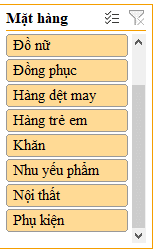 Mặt hàng
Đồ nữ
Đồng phục
Hàng dệt may
Hàng trẻ em
Khăn
Nhu yếu phẩm
Nội thất
Phụ kiện